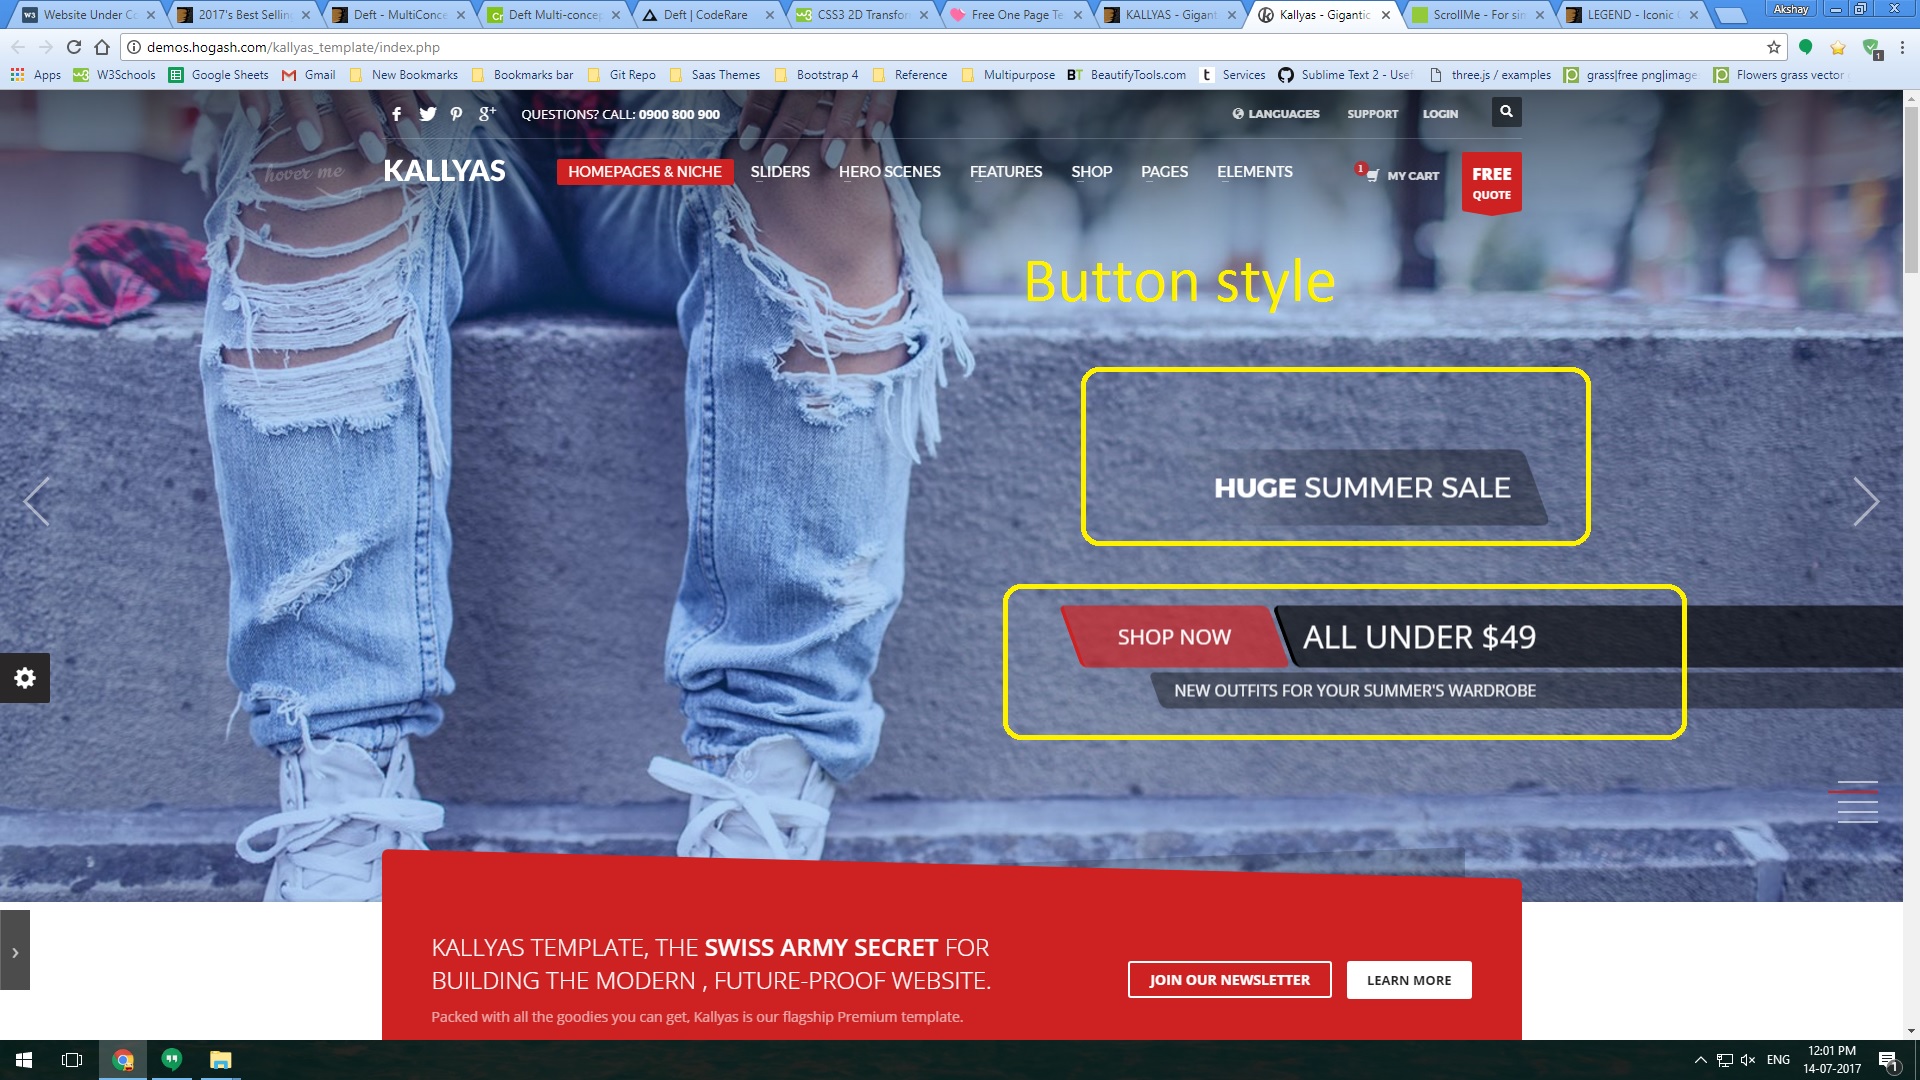 Website Under Co
2017's Best Sellin
Deft - MultiConce
Deft Multi-concep
Deft | CodeRare
CSS3 2D Transfor
Free One Page Te
KALLYAS - Gigant
Kallyas - Gigantic
ScrollMe - For sin
LEGEND - Iconic
Akshay
demos.hogash.com/kallyas_template/index.php
1
Apps
W3Schools
Google Sheets
Gmail
New Bookmarks
Bookmarks bar
Git Repo
Saas Themes
Bootstrap 4
Reference
Multipurpose
BeautifyTools.com
Services
Sublime Text 2 - Usef
three.js / examples
grass|free png|image
Flowers grass vector
QUESTIONS? CALL: 0900 800 900
LANGUAGES
SUPPORT
LOGIN
hover me
KALLYAS
HOMEPAGES & NICHE
SLIDERS
HERO SCENES
FEATURES
SHOP
PAGES
ELEMENTS
1
MY CART
FREE
QUOTE
Button style
HUGE SUMMER SALE
SHOP NOW
ALL UNDER $49
NEW OUTFITS FOR YOUR SUMMER'S WARDROBE
KALLYAS TEMPLATE, THE SWISS ARMY SECRET FOR
BUILDING THE MODERN , FUTURE-PROOF WEBSITE.
Packed with all the goodies you can get, Kallyas is our flagship Premium template.
JOIN OUR NEWSLETTER
LEARN MORE
ENG
12:01 PM
14-07-2017
1